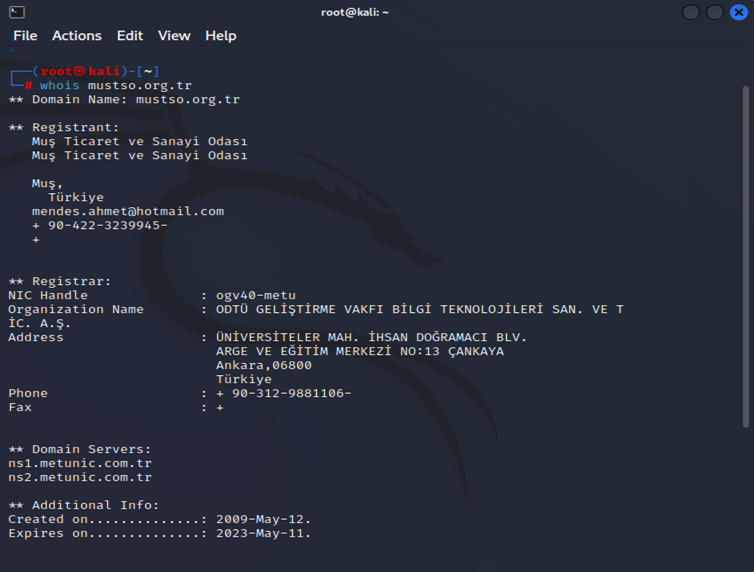 root@kali: ~
File Actions Edit View Help
┌──(root㉿kali)-[~]
└─# whois mustso.org.tr
** Domain Name: mustso.org.tr
** Registrant:
Muş Ticaret ve Sanayi Odası
Muş Ticaret ve Sanayi Odası
Muş,
Türkiye
mendes.ahmet@hotmail.com
+ 90-422-3239945-
+
** Registrar:
NIC Handle : ogv40-metu
Organization Name : ODTÜ GELİŞTİRME VAKFI BİLGİ TEKNOLOJİLERİ SAN. VE T
İC. A.Ş.
Address : ÜNİVERSİTELER MAH. İHSAN DOĞRAMACI BLV.
ARGE VE EĞİTİM MERKEZİ NO:13 ÇANKAYA
Ankara,06800
Türkiye
Phone : + 90-312-9881106-
Fax : +
** Domain Servers:
ns1.metunic.com.tr
ns2.metunic.com.tr
** Additional Info:
Created on..............: 2009-May-12.
Expires on..............: 2023-May-11.